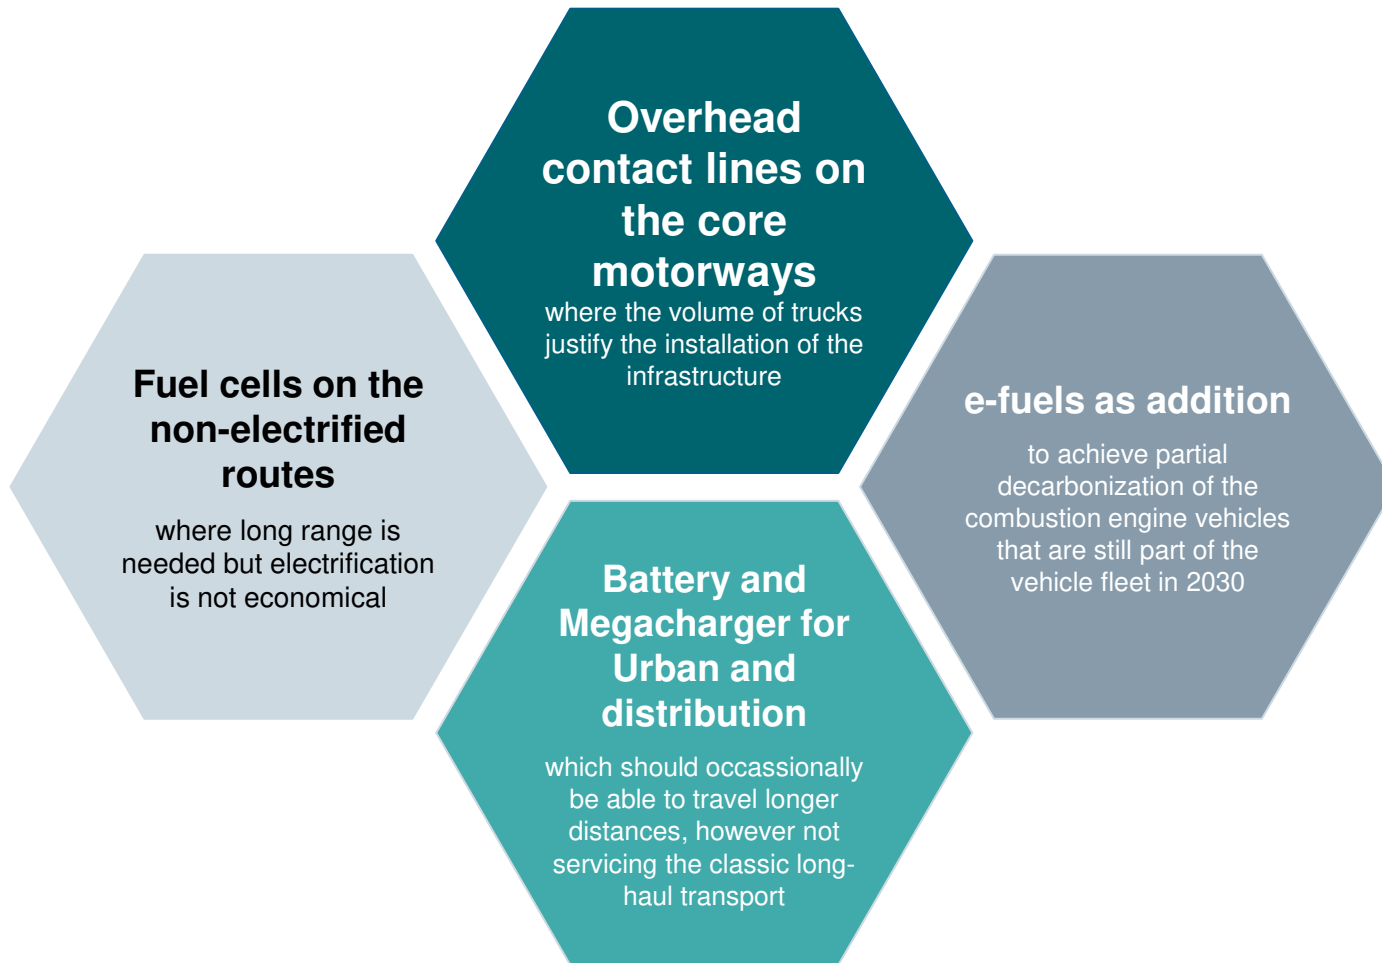 Overhead
contact lines on
the core
motorways
where the volume of trucks
justify the installation of the
infrastructure
Fuel cells on the
non-electrified
routes
where long range is
needed but electrification
is not economical
e-fuels as addition
to achieve partial
decarbonization of the
combustion engine vehicles
that are still part of the
vehicle fleet in 2030
Battery and
Megacharger for
Urban and
distribution
which should occassionally
be able to travel longer
distances, however not
servicing the classic long-
haul transport